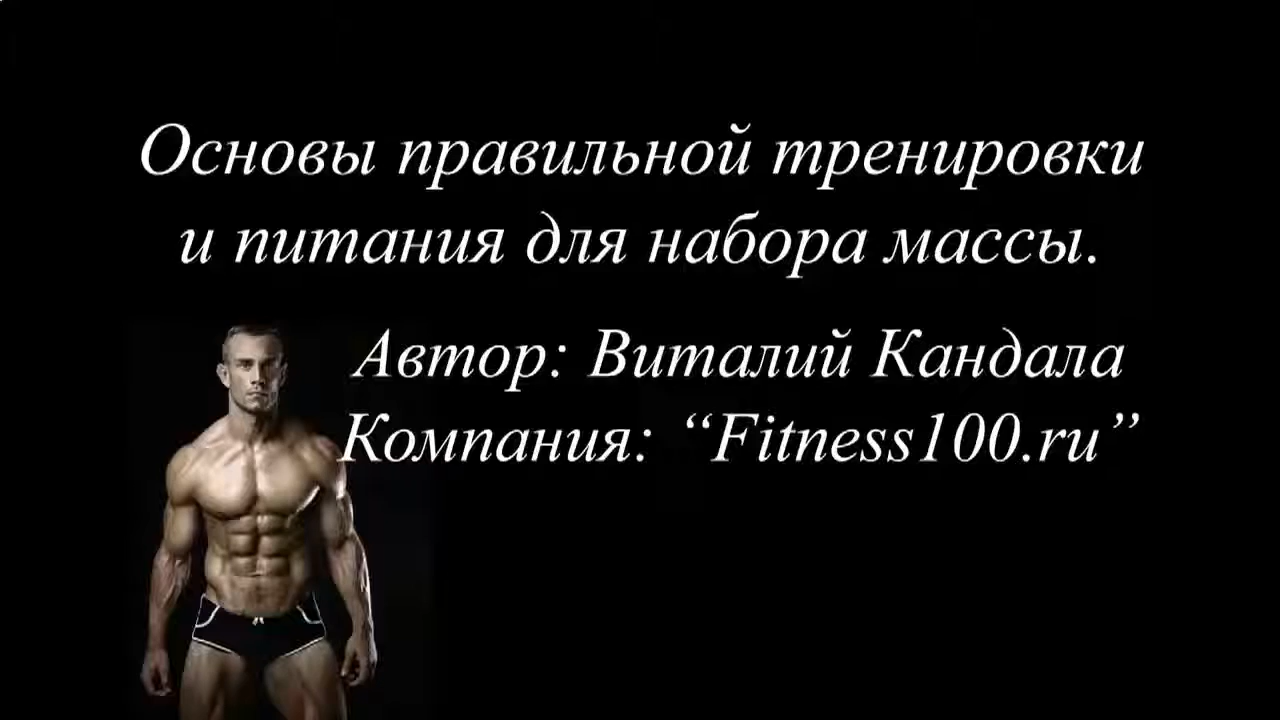 Основы правильной тренировки
и питания для набора массы.
Автор: Виталий Кандала
Компания: “Fitness100.ru”